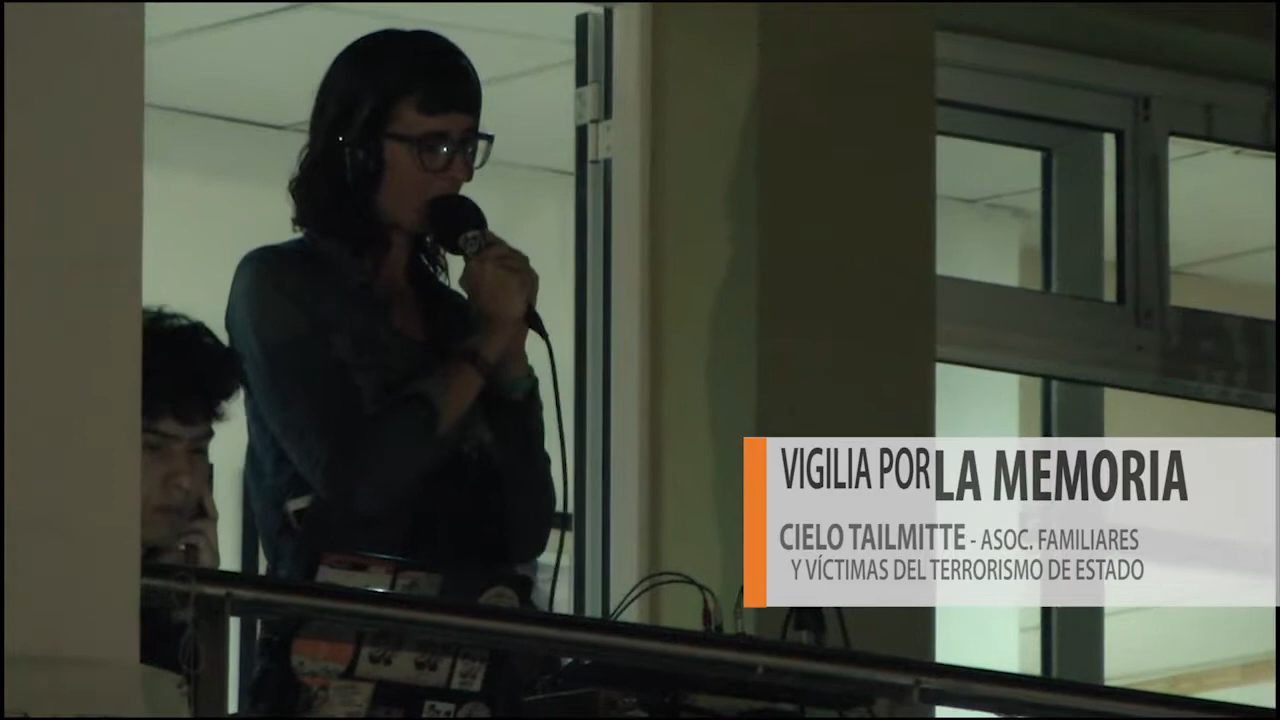 VIGILIA POR LA MEMORIA
CIELO TAILMITTE - ASOC. FAMILIARES
Y VÍCTIMAS DEL TERRORISMO DE ESTADO